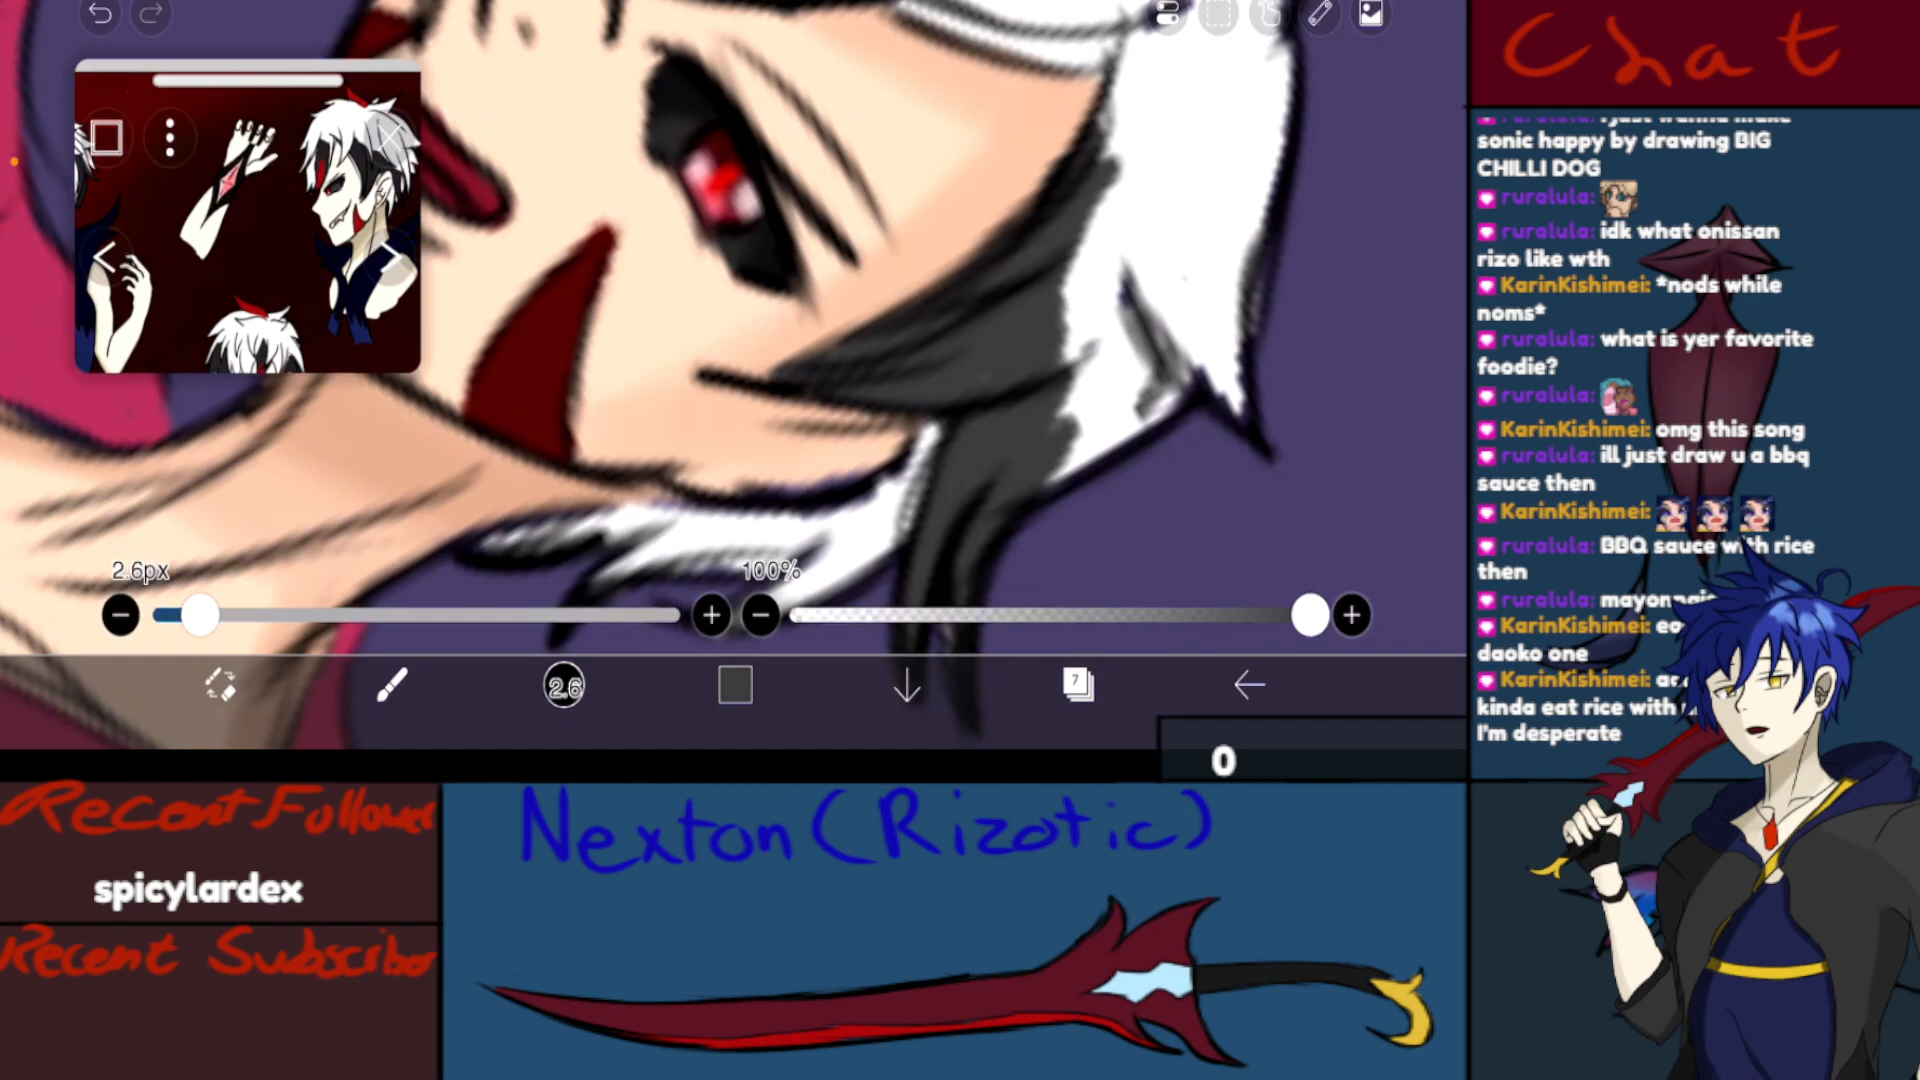 Chat
sonic happy by drawing BIG
CHILLI DOG
ruralula:
ruralula: idk what onissan
rizo like wth
KarinKishimei: *nods while
noms*
ruralula: what is yer favorite
foodie?
ruralula:
KarinKishimei: omg this song
ruralula: ill just draw u a bbq
sauce then
KarinKishimei:
ruralula: BBQ sauce with rice
then
ruralula:
KarinKishimei:
daoko one
KarinKishimei:
kinda eat rice with
I'm desperate
2.6px
100%
2.6
7
0
Recent Follower
spicylardex
Recent Subscriber
Nexton (Rizotic)